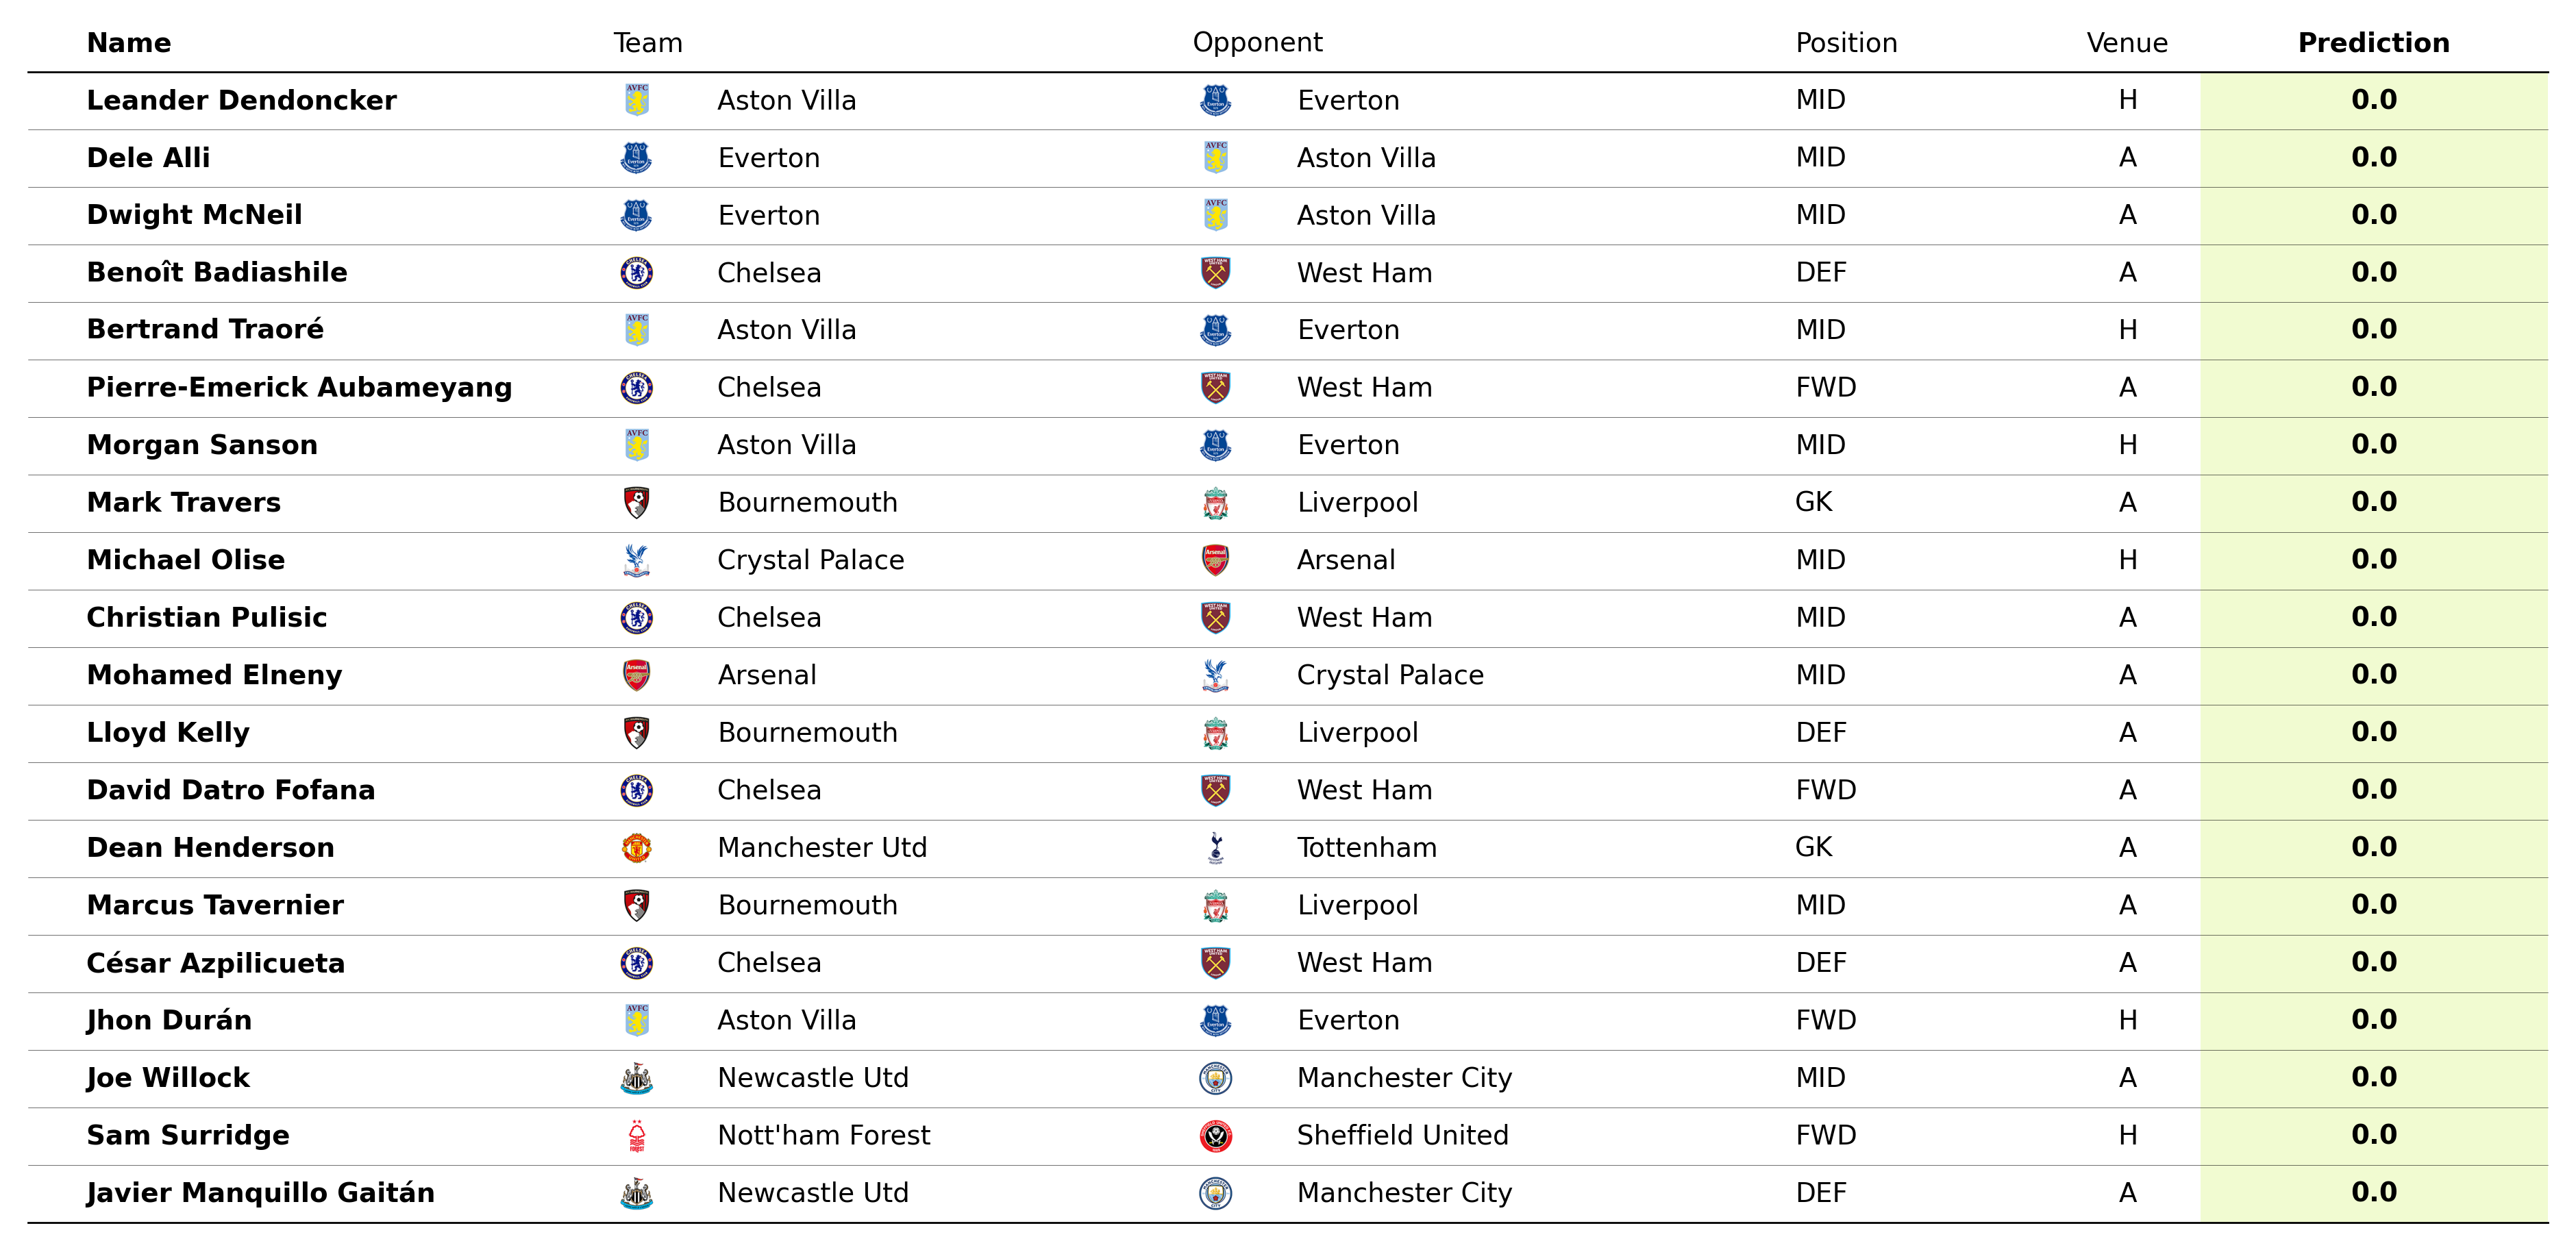 Name Team Opponent Position Venue Prediction
Leander Dendoncker Aston Villa Everton MID H 0.0
Dele Alli Everton Aston Villa MID A 0.0
Dwight McNeil Everton Aston Villa MID A 0.0
Benoît Badiashile Chelsea West Ham DEF A 0.0
Bertrand Traoré Aston Villa Everton MID H 0.0
Pierre-Emerick Aubameyang Chelsea West Ham FWD A 0.0
Morgan Sanson Aston Villa Everton MID H 0.0
Mark Travers Bournemouth Liverpool GK A 0.0
Michael Olise Crystal Palace Arsenal MID H 0.0
Christian Pulisic Chelsea West Ham MID A 0.0
Mohamed Elneny Arsenal Crystal Palace MID A 0.0
Lloyd Kelly Bournemouth Liverpool DEF A 0.0
David Datro Fofana Chelsea West Ham FWD A 0.0
Dean Henderson Manchester Utd Tottenham GK A 0.0
Marcus Tavernier Bournemouth Liverpool MID A 0.0
César Azpilicueta Chelsea West Ham DEF A 0.0
Jhon Durán Aston Villa Everton FWD H 0.0
Joe Willock Newcastle Utd Manchester City MID A 0.0
Sam Surridge Nott'ham Forest Sheffield United FWD H 0.0
Javier Manquillo Gaitán Newcastle Utd Manchester City DEF A 0.0